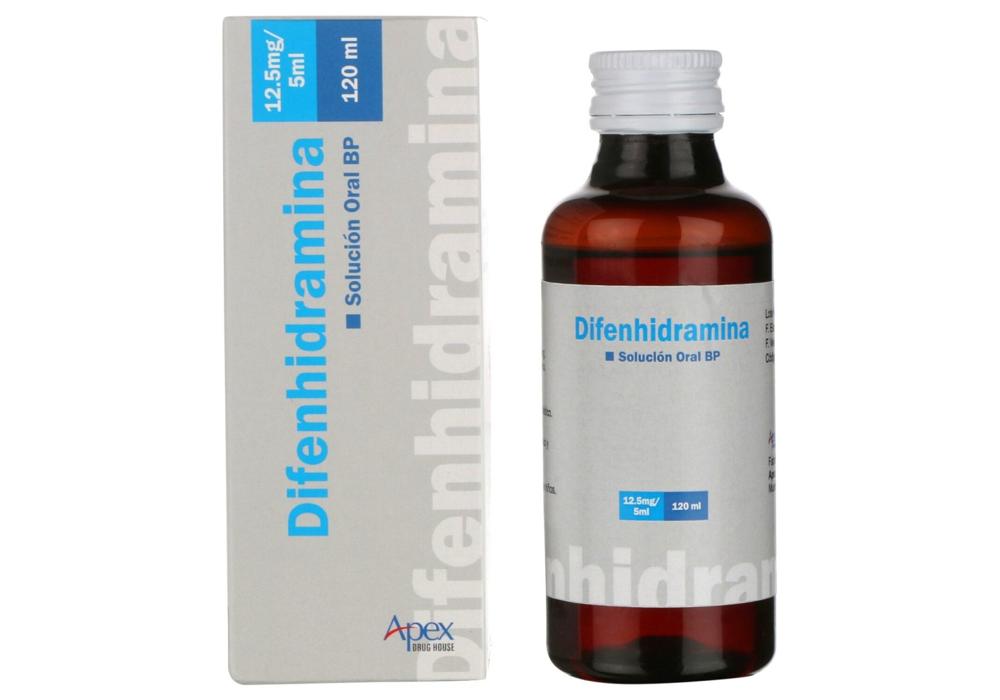 12.5mg/
5ml
120 ml
Difenhidramina
■ Solución Oral BP
Difenhidramina
Apex
DRUG HOUSE
Difenhidramina
■ Solución Oral BP
12.5mg/
5ml
120 ml
nhidram